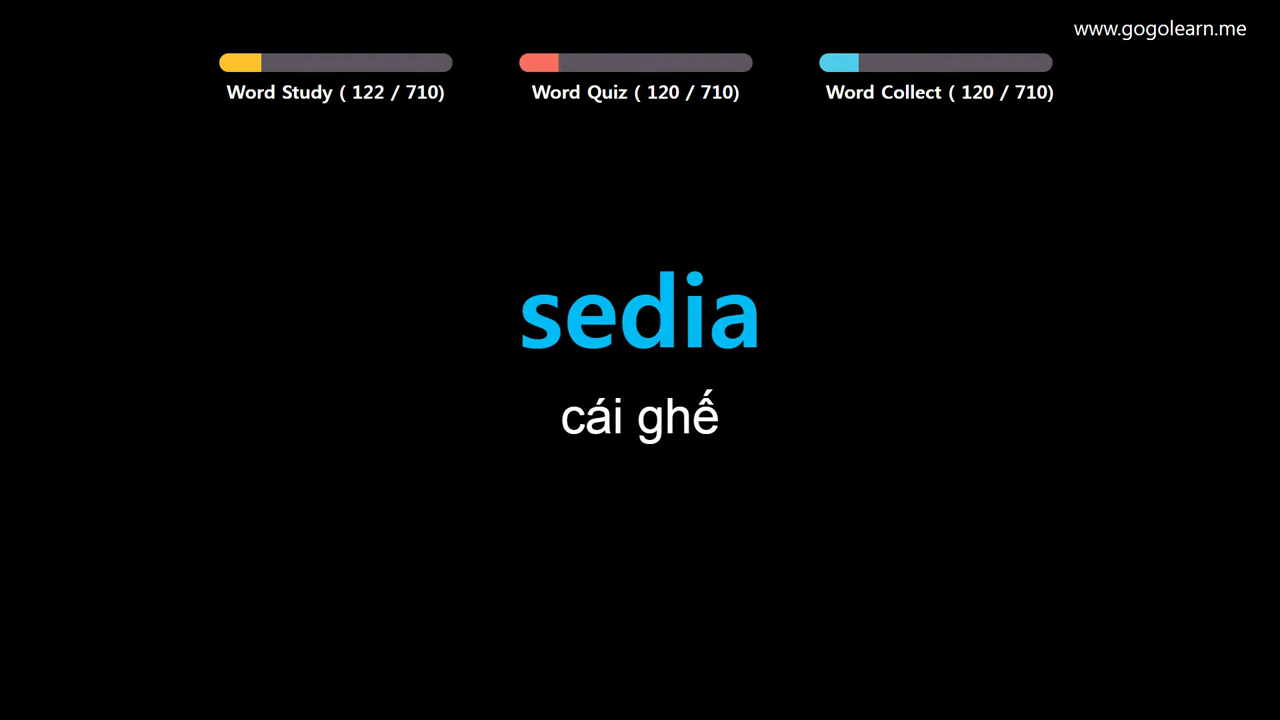 www.gogolearn.me
Word Study ( 122 / 710)
Word Quiz ( 120 / 710)
Word Collect ( 120 / 710)
sedia
cái ghế